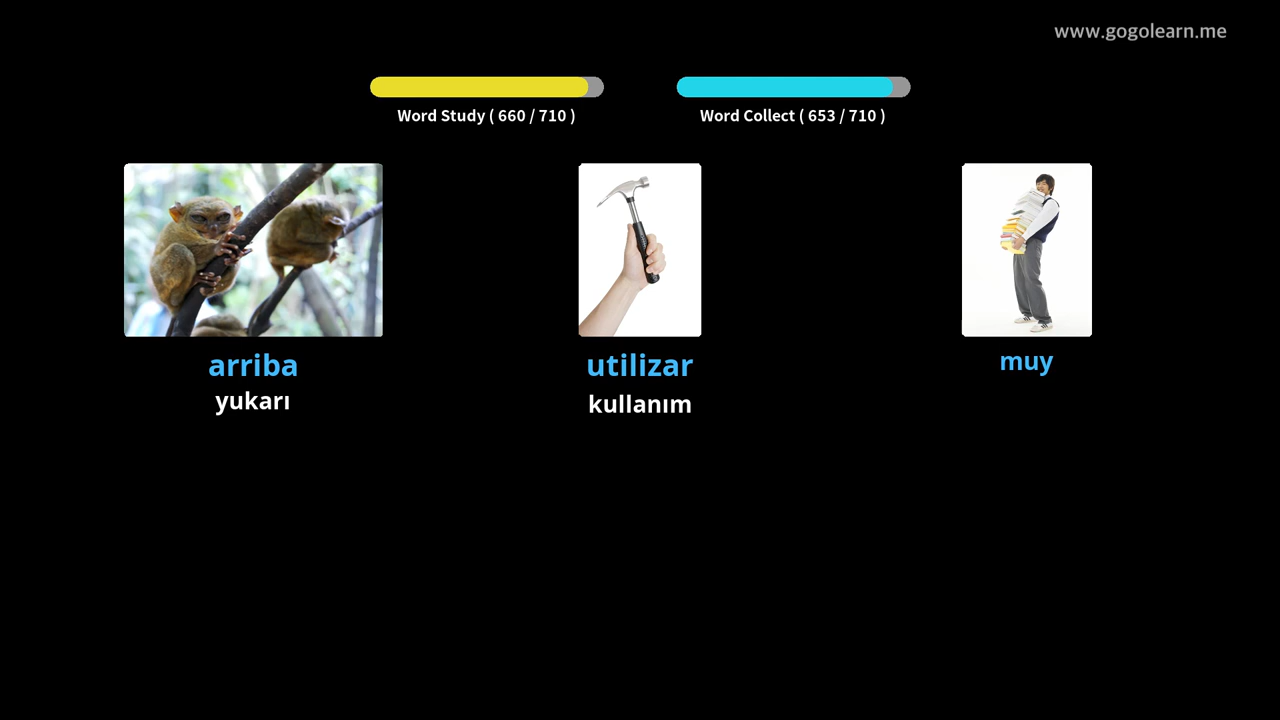 www.gogolearn.me
Word Study ( 660 / 710 )
Word Collect ( 653 / 710 )
arriba
yukarı
utilizar
kullanım
muy